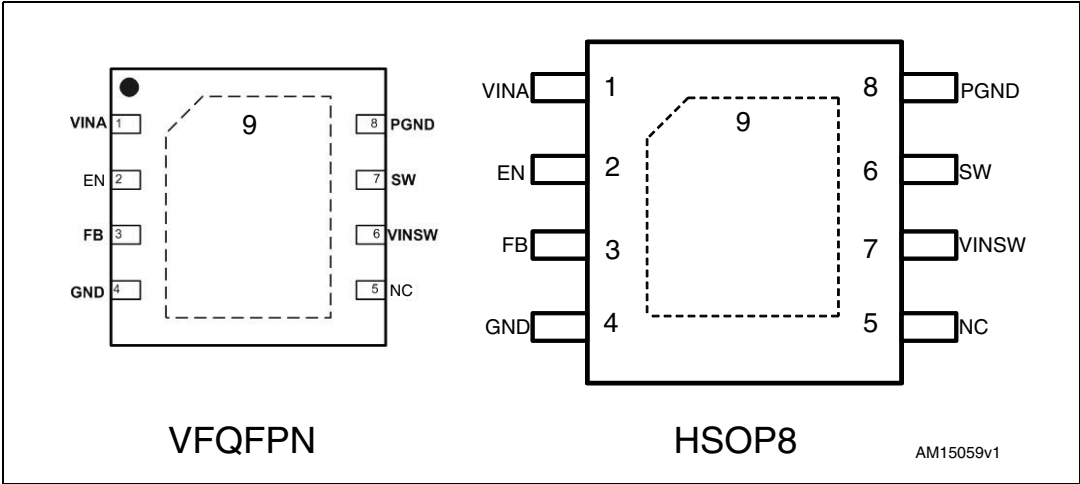 VINA 1 9 8 PGND
EN 2 7 SW
FB 3 6 VINSW
GND 4 5 NC
VFQFPN
VINA 1 9 8 PGND
EN 2 6 SW
FB 3 7 VINSW
GND 4 5 NC
HSOP8
AM15059v1